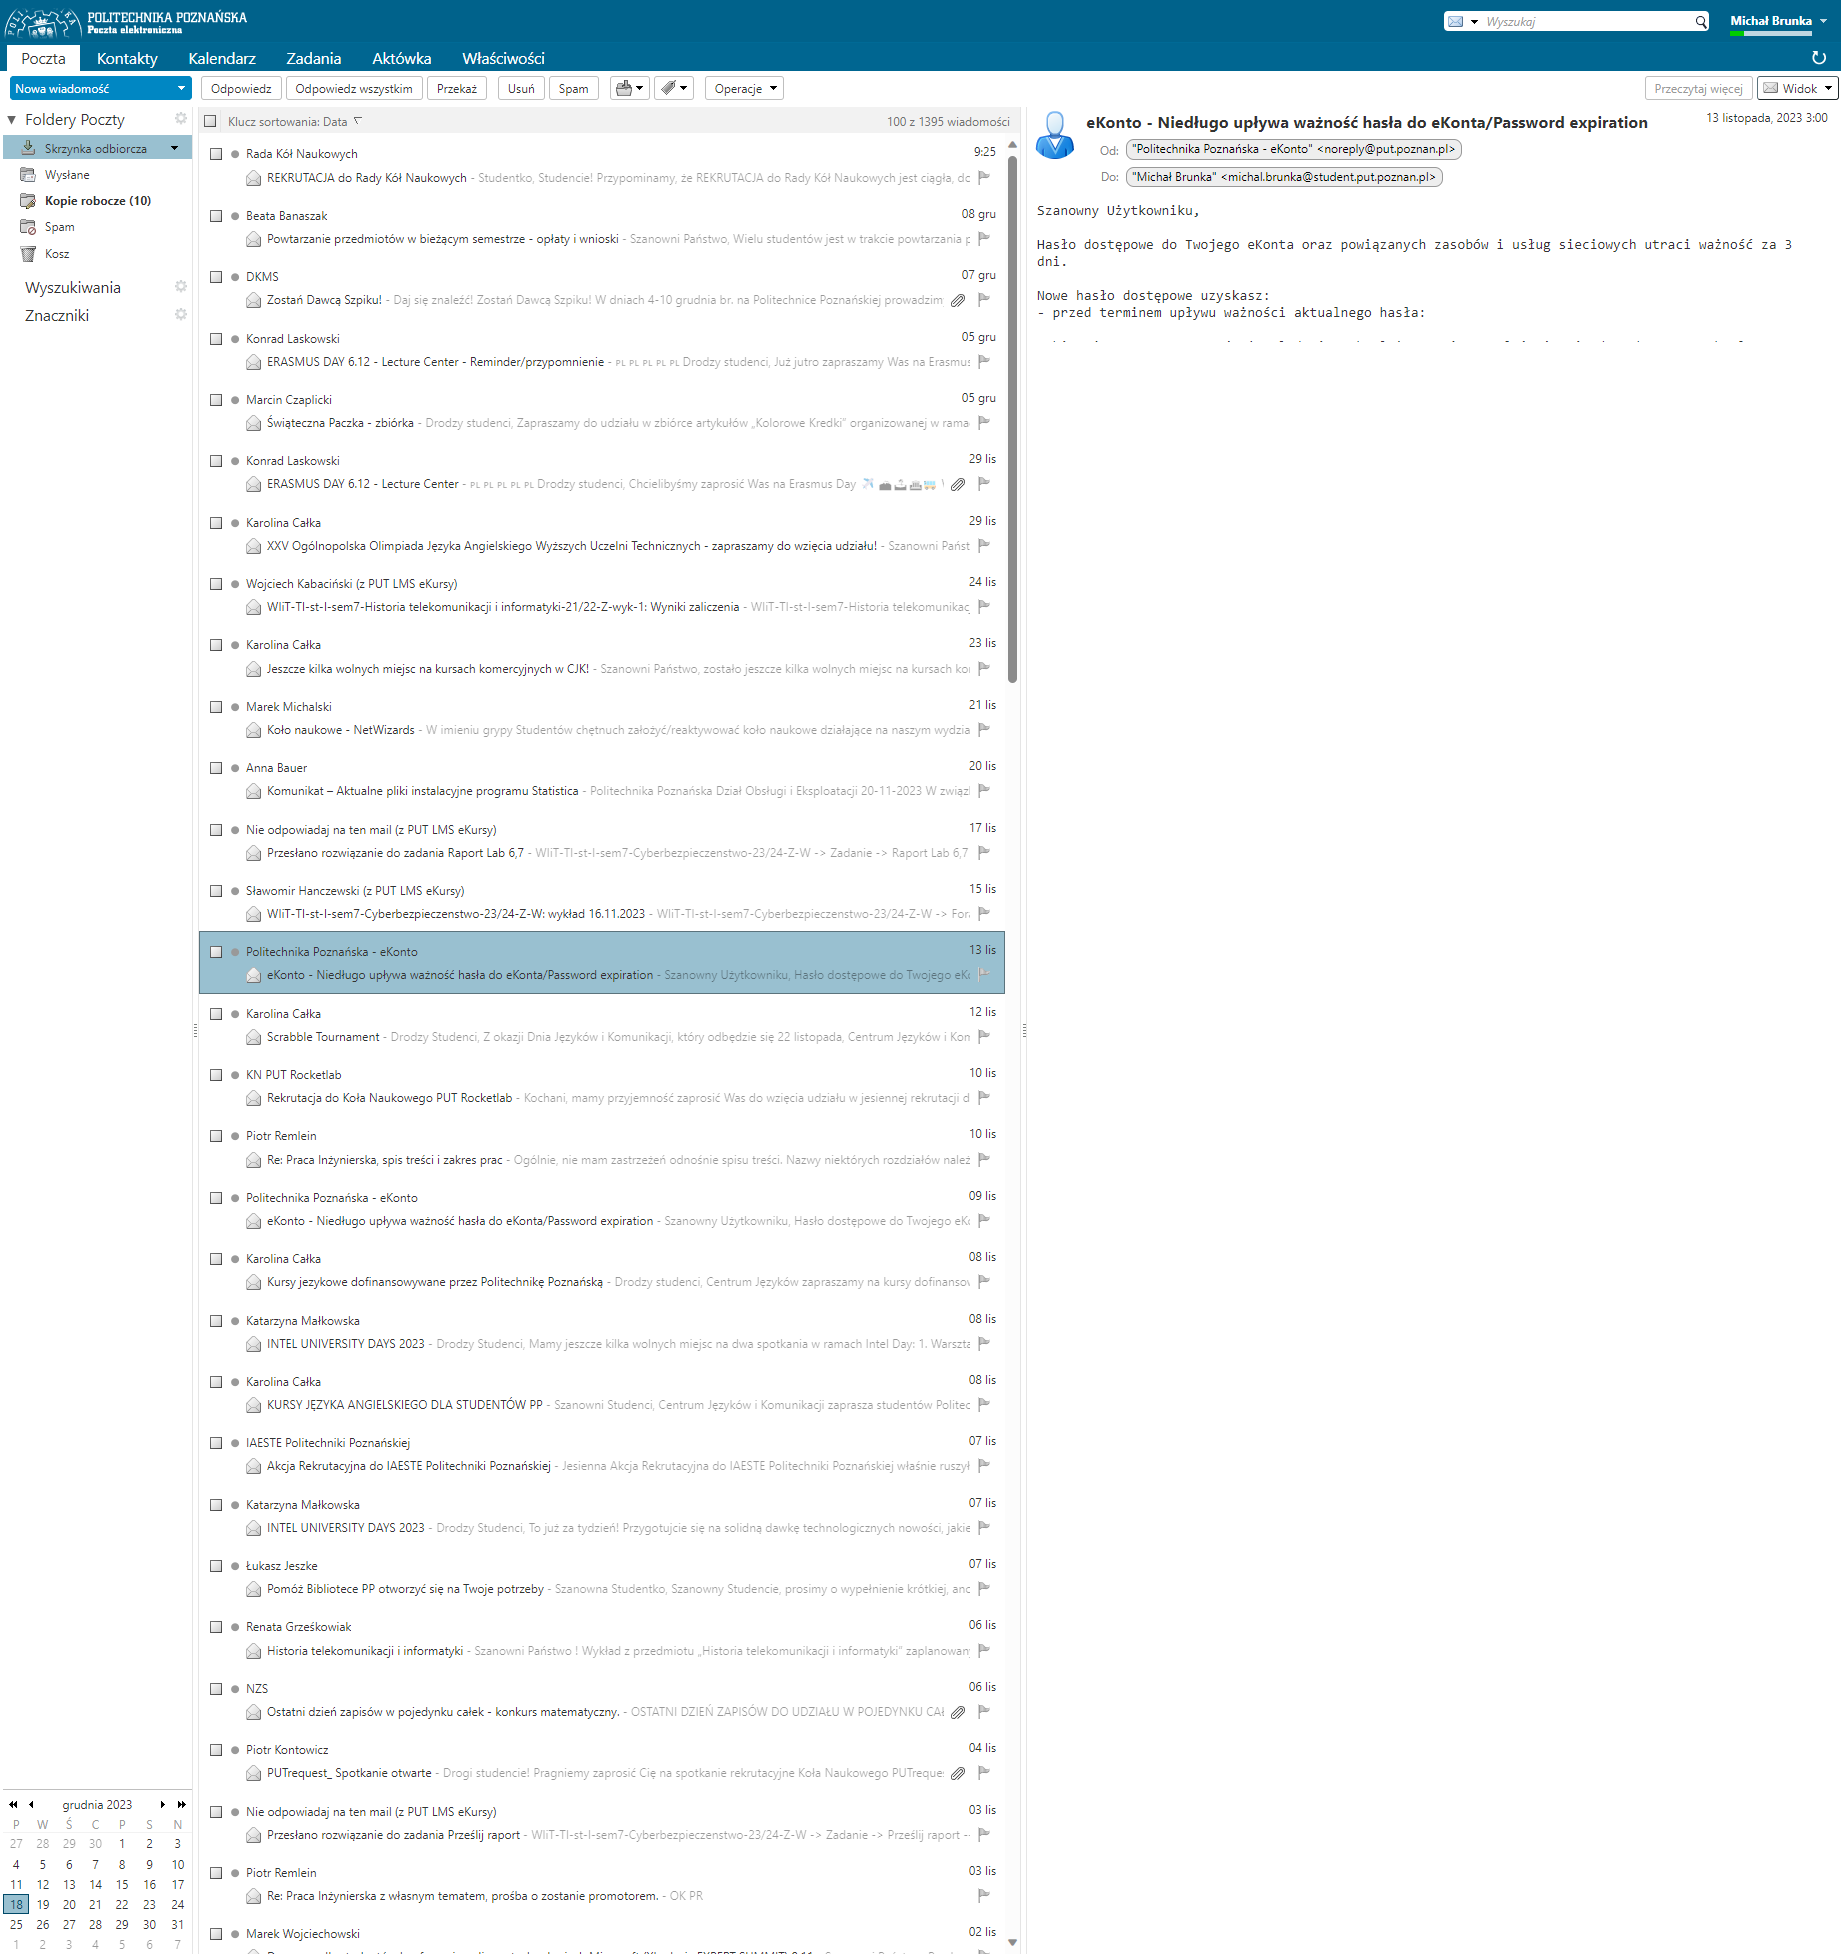 POLITECHNIKA POZNAŃSKA
Poczta elektroniczna
Wyszukaj
Michał Brunka
Poczta Kontakty Kalendarz Zadania Aktówka Właściwości
Nowa wiadomość
Odpowiedz Odpowiedz wszystkim Przekaż Usuń Spam Operacje
Przeczytaj więcej Widok
Foldery Poczty
Skrzynka odbiorcza
Wysłane
Kopie robocze (10)
Spam
Kosz
Wyszukiwania
Znaczniki
Klucz sortowania: Data 100 z 1395 wiadomości
Rada Kół Naukowych 9:25
REKRUTACJA do Rady Kół Naukowych - Studentko, Studencie! Przypominamy, że REKRUTACJA do Rady Kół Naukowych jest ciągła, dc
Beata Banaszak 08 gru
Powtarzanie przedmiotów w bieżącym semestrze - opłaty i wnioski - Szanowni Państwo, Wielu studentów jest w trakcie powtarzania p
DKMS 07 gru
Zostań Dawcą Szpiku! - Daj się znaleźć! Zostań Dawcą Szpiku! W dniach 4-10 grudnia br. na Politechnice Poznańskiej prowadzim
Konrad Laskowski 05 gru
ERASMUS DAY 6.12 - Lecture Center - Reminder/przypomnienie - PL PL PL PL PL Drodzy studenci, Już jutro zapraszamy Was na Erasmus
Marcin Czaplicki 05 gru
Świąteczna Paczka - zbiórka - Drodzy studenci, Zapraszamy do udziału w zbiórce artykułów „Kolorowe Kredki” organizowanej w rama
Konrad Laskowski 29 lis
ERASMUS DAY 6.12 - Lecture Center - PL PL PL PL PL Drodzy studenci, Chcielibyśmy zaprosić Was na Erasmus Day
Karolina Całka 29 lis
XXV Ogólnopolska Olimpiada Języka Angielskiego Wyższych Uczelni Technicznych - zapraszamy do wzięcia udziału! - Szanowni Państ
Wojciech Kabaciński (z PUT LMS eKursy) 24 lis
WIiT-TI-st-I-sem7-Historia telekomunikacji i informatyki-21/22-Z-wyk-1: Wyniki zaliczenia - WIiT-TI-st-I-sem7-Historia telekomunikac
Karolina Całka 23 lis
Jeszcze kilka wolnych miejsc na kursach komercyjnych w CJK! - Szanowni Państwo, zostało jeszcze kilka wolnych miejsc na kursach ko
Marek Michalski 21 lis
Koło naukowe - NetWizards - W imieniu grypy Studentów chętnuch założyć/reaktywować koło naukowe działające na naszym wydzia
Anna Bauer 20 lis
Komunikat – Aktualne pliki instalacyjne programu Statistica - Politechnika Poznańska Dział Obsługi i Eksploatacji 20-11-2023 W związ
Nie odpowiadaj na ten mail (z PUT LMS eKursy) 17 lis
Przesłano rozwiązanie do zadania Raport Lab 6,7 - WIiT-TI-st-I-sem7-Cyberbezpieczenstwo-23/24-Z-W -> Zadanie -> Raport Lab 6,7
Sławomir Hanczewski (z PUT LMS eKursy) 15 lis
WIiT-TI-st-I-sem7-Cyberbezpieczenstwo-23/24-Z-W: wykład 16.11.2023 - WIiT-TI-st-I-sem7-Cyberbezpieczenstwo-23/24-Z-W -> For
Politechnika Poznańska - eKonto 13 lis
eKonto - Niedługo upływa ważność hasła do eKonta/Password expiration - Szanowny Użytkowniku, Hasło dostępowe do Twojego eK
Karolina Całka 12 lis
Scrabble Tournament - Drodzy Studenci, Z okazji Dnia Języków i Komunikacji, który odbędzie się 22 listopada, Centrum Języków i Kom
KN PUT Rocketlab 10 lis
Rekrutacja do Koła Naukowego PUT Rocketlab - Kochani, mamy przyjemność zaprosić Was do wzięcia udziału w jesiennej rekrutacji d
Piotr Remlein 10 lis
Re: Praca Inżynierska, spis treści i zakres prac - Ogólnie, nie mam zastrzeżeń odnośnie spisu treści. Nazwy niektórych rozdziałów należ
Politechnika Poznańska - eKonto 09 lis
eKonto - Niedługo upływa ważność hasła do eKonta/Password expiration - Szanowny Użytkowniku, Hasło dostępowe do Twojego eK
Karolina Całka 08 lis
Kursy jezykowe dofinansowywane przez Politechnikę Poznańską - Drodzy studenci, Centrum Języków zapraszamy na kursy dofinanso
Katarzyna Małkowska 08 lis
INTEL UNIVERSITY DAYS 2023 - Drodzy Studenci, Mamy jeszcze kilka wolnych miejsc na dwa spotkania w ramach Intel Day: 1. Warszta
Karolina Całka 08 lis
KURSY JĘZYKA ANGIELSKIEGO DLA STUDENTÓW PP - Szanowni Studenci, Centrum Języków i Komunikacji zaprasza studentów Politec
IAESTE Politechniki Poznańskiej 07 lis
Akcja Rekrutacyjna do IAESTE Politechniki Poznańskiej - Jesienna Akcja Rekrutacyjna do IAESTE Politechniki Poznańskiej właśnie ruszył
Katarzyna Małkowska 07 lis
INTEL UNIVERSITY DAYS 2023 - Drodzy Studenci, To już za tydzień! Przygotujcie się na solidną dawkę technologicznych nowości, jakie
Łukasz Jeszke 07 lis
Pomóż Bibliotece PP otworzyć się na Twoje potrzeby - Szanowna Studentko, Szanowny Studencie, prosimy o wypełnienie krótkiej, anc
Renata Grześkowiak 06 lis
Historia telekomunikacji i informatyki - Szanowni Państwo ! Wykład z przedmiotu „Historia telekomunikacji i informatyki” zaplanowan
NZS 06 lis
Ostatni dzień zapisów w pojedynku całek - konkurs matematyczny. - OSTATNI DZIEŃ ZAPISÓW DO UDZIAŁU W POJEDYNKU CAŁ
Piotr Kontowicz 04 lis
PUTrequest_ Spotkanie otwarte - Drogi studencie! Pragniemy zaprosić Cię na spotkanie rekrutacyjne Koła Naukowego PUTreques
Nie odpowiadaj na ten mail (z PUT LMS eKursy) 03 lis
Przesłano rozwiązanie do zadania Prześlij raport - WIiT-TI-st-I-sem7-Cyberbezpieczenstwo-23/24-Z-W -> Zadanie -> Prześlij raport -
Piotr Remlein 03 lis
Re: Praca Inżynierska z własnym tematem, prośba o zostanie promotorem. - OK PR
Marek Wojciechowski 02 lis
eKonto - Niedługo upływa ważność hasła do eKonta/Password expiration 13 listopada, 2023 3:00
Od: "Politechnika Poznańska - eKonto" <noreply@put.poznan.pl>
Do: "Michał Brunka" <michal.brunka@student.put.poznan.pl>
Szanowny Użytkowniku,
Hasło dostępowe do Twojego eKonta oraz powiązanych zasobów i usług sieciowych utraci ważność za 3
dni.
Nowe hasło dostępowe uzyskasz:
- przed terminem upływu ważności aktualnego hasła:
grudnia 2023
P W Ś C P S N
27 28 29 30 1 2 3
4 5 6 7 8 9 10
11 12 13 14 15 16 17
18 19 20 21 22 23 24
25 26 27 28 29 30 31
1 2 3 4 5 6 7